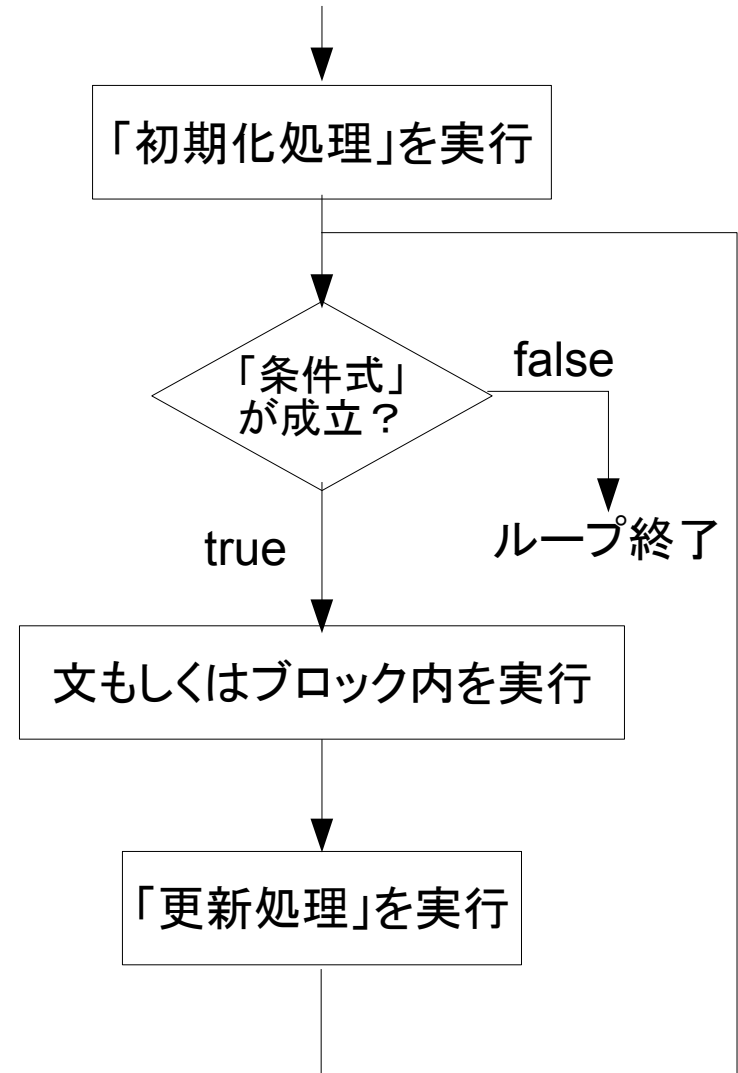 「初期化処理」を実行
「条件式」
が成立？
false
true
ループ終了
文もしくはブロック内を実行
「更新処理」を実行